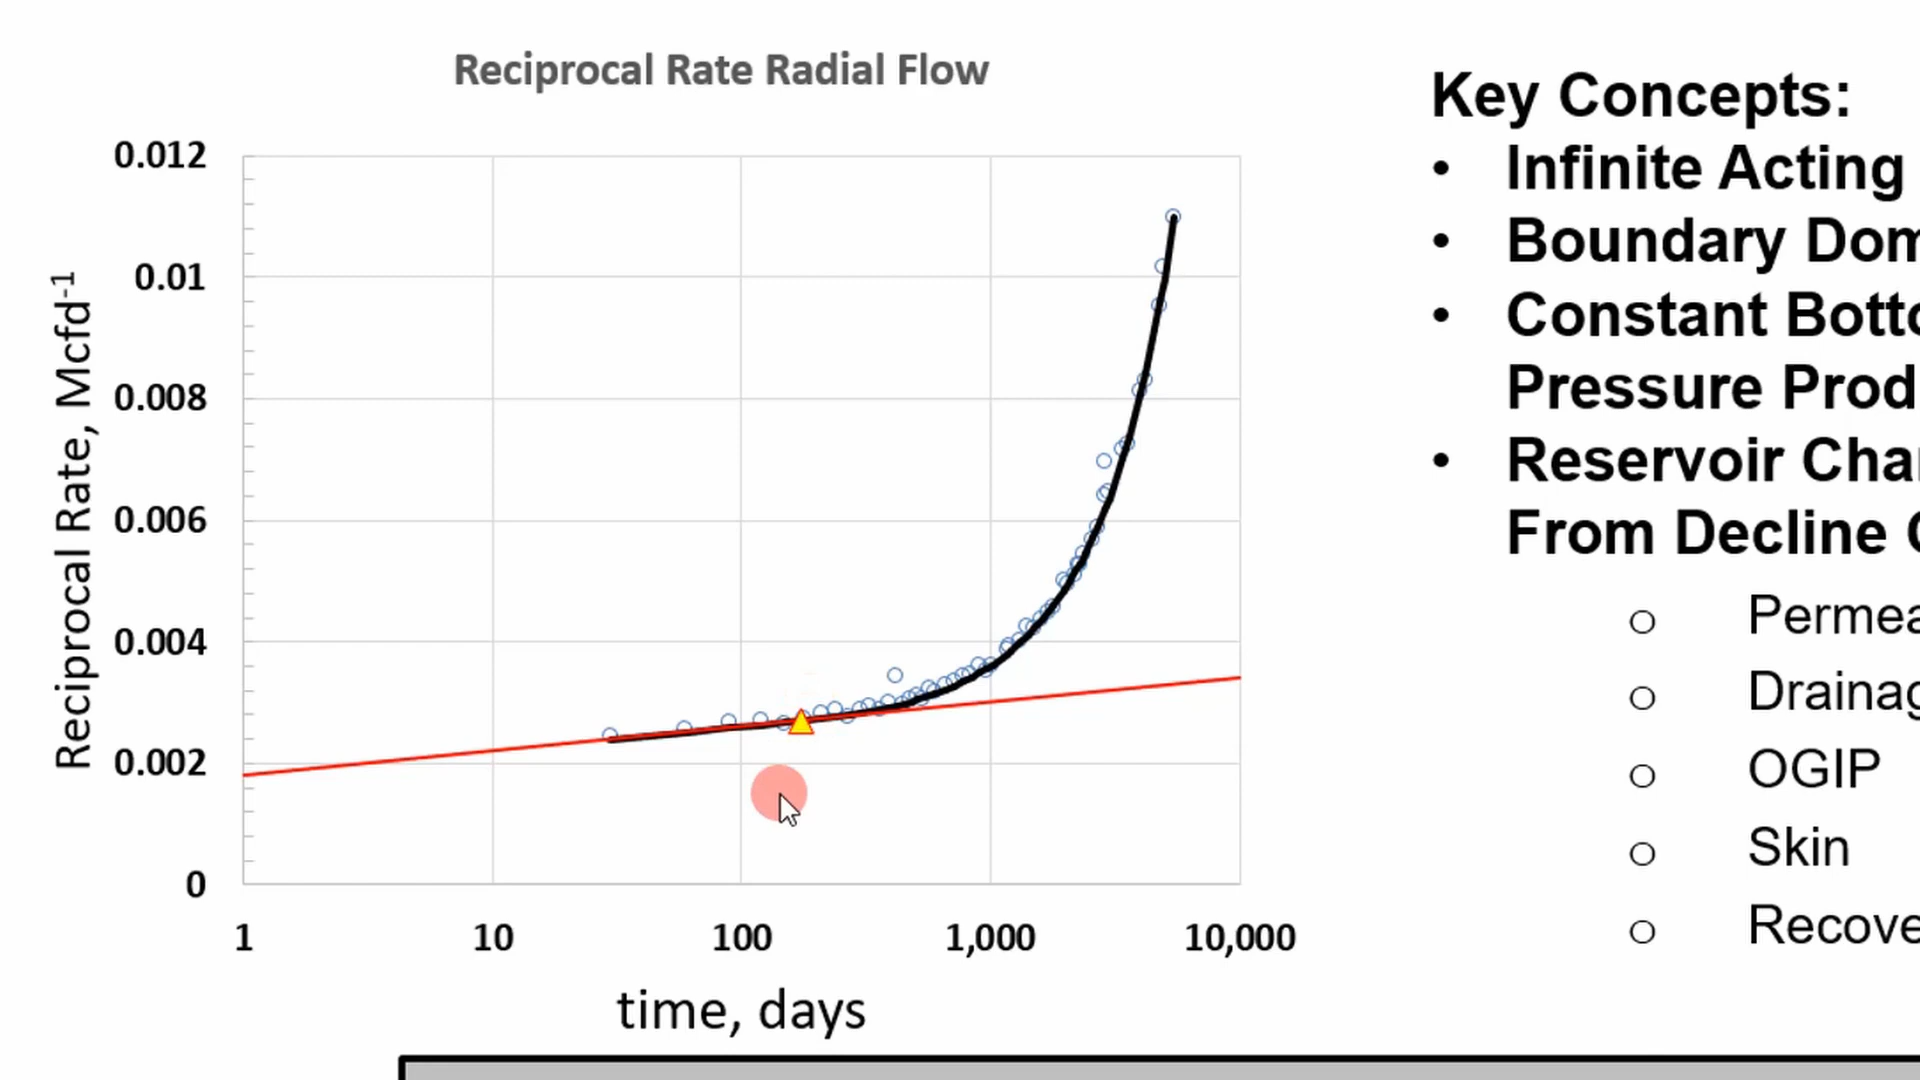 Reciprocal Rate Radial Flow
0.012
0.01
0.008
0.006
0.004
0.002
0
Reciprocal Rate, Mcfd-1
1 10 100 1,000 10,000
time, days
Key Concepts:
• Infinite Acting
• Boundary Dom
• Constant Botto
Pressure Prod
• Reservoir Char
From Decline C
○ Permea
○ Drainag
○ OGIP
○ Skin
○ Recove